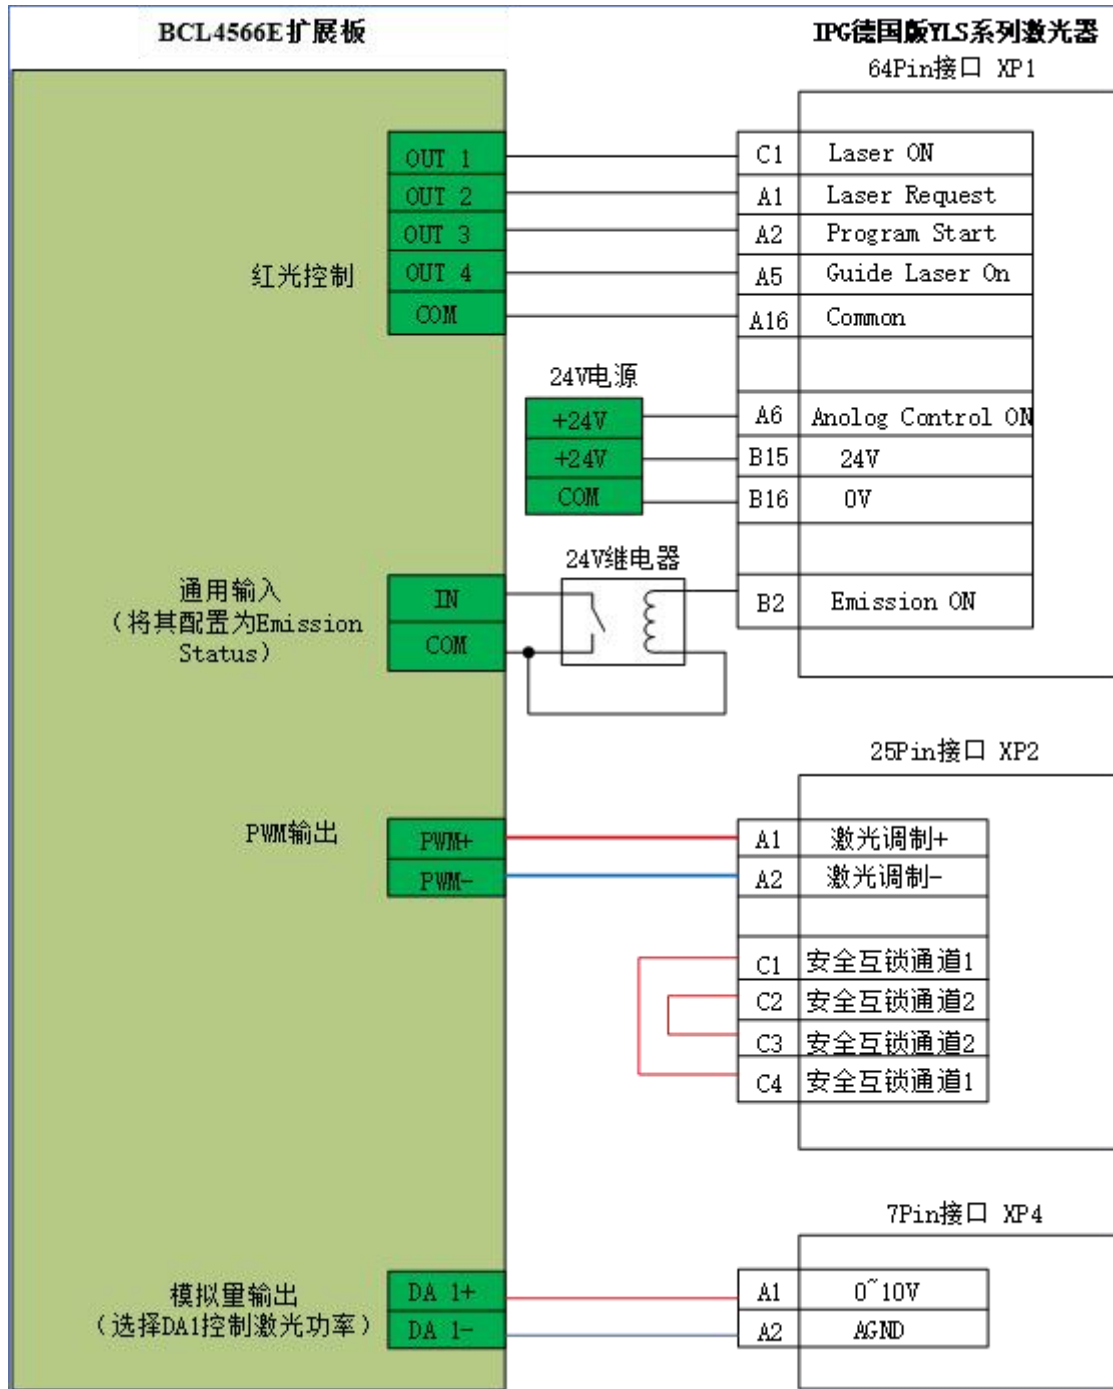 BCL4566E扩展板
IPG德国版YLS系列激光器
64Pin接口 XP1
OUT 1
C1
Laser ON
OUT 2
A1
Laser Request
OUT 3
A2
Program Start
红光控制
OUT 4
A5
Guide Laser On
COM
A16
Common
24V电源
+24V
A6
Anolog Control ON
+24V
B15
24V
COM
B16
0V
24V继电器
通用输入
（将其配置为Emission
Status）
IN
COM
B2
Emission ON
25Pin接口 XP2
PWM输出
PWM+
A1
激光调制+
PWM-
A2
激光调制-
C1
安全互锁通道1
C2
安全互锁通道2
C3
安全互锁通道2
C4
安全互锁通道1
7Pin接口 XP4
模拟量输出
（选择DA1控制激光功率）
DA 1+
A1
0~10V
DA 1-
A2
AGND